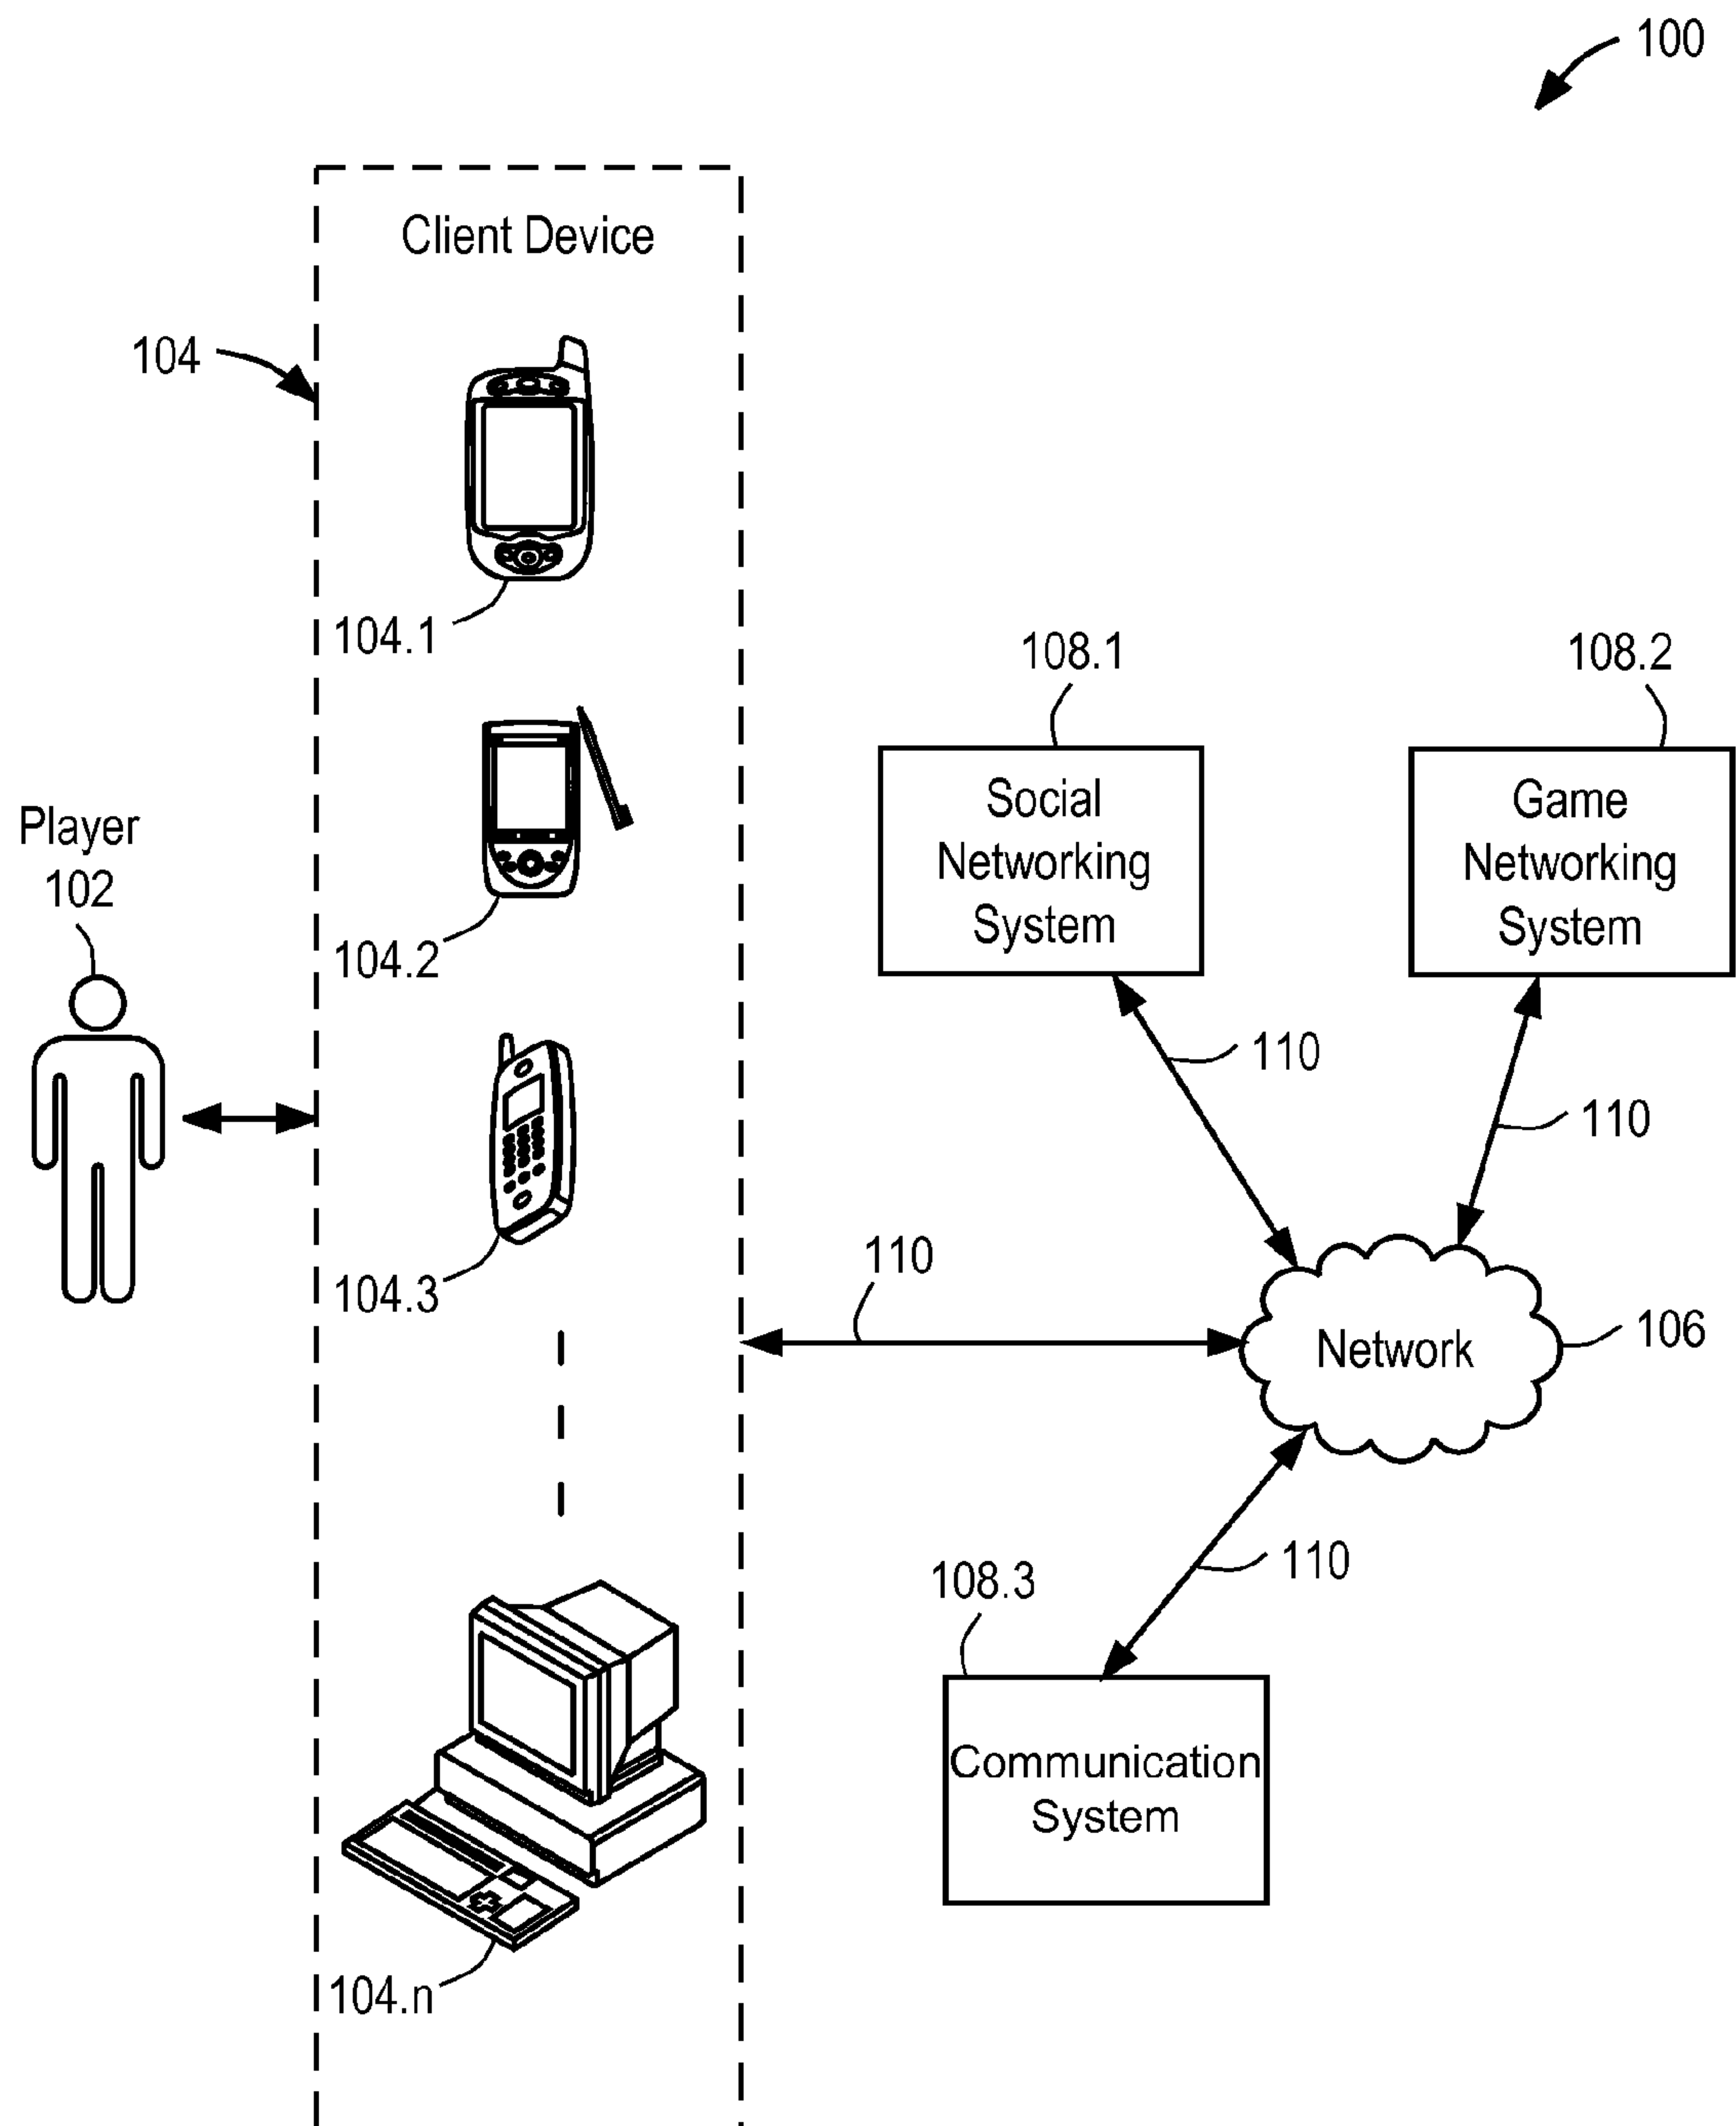 100
Client Device
104
104.1
108.1
108.2
Social
Networking
System
Game
Networking
System
Player
102
104.2
110
110
104.3
110
Network
106
108.3
110
Communication
System
104.n